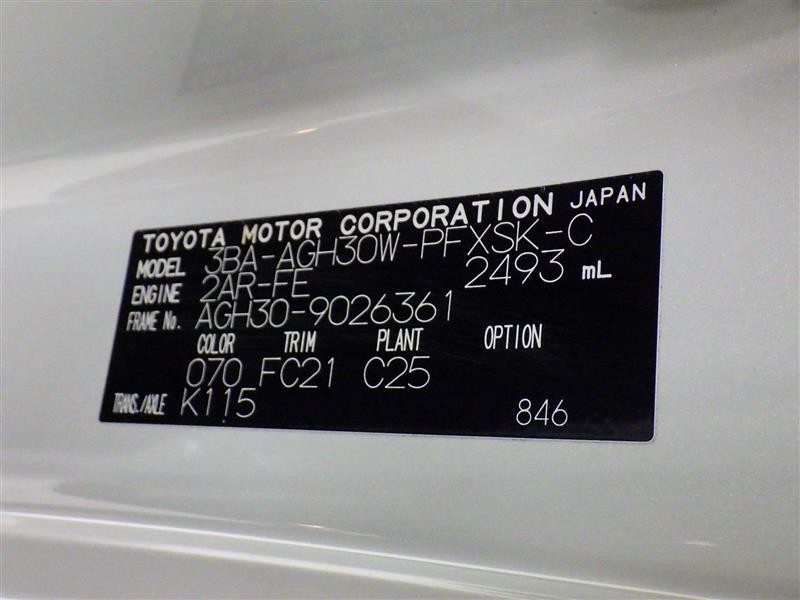 TOYOTA MOTOR CORPORATION JAPAN
MODEL 3BA-AGH30W-PFXSK-C
ENGINE 2AR-FE 2493 mL
FRAME No. AGH30-9026361
COLOR TRIM PLANT OPTION
070 FC21 C25
TRANS./AXLE K115 846